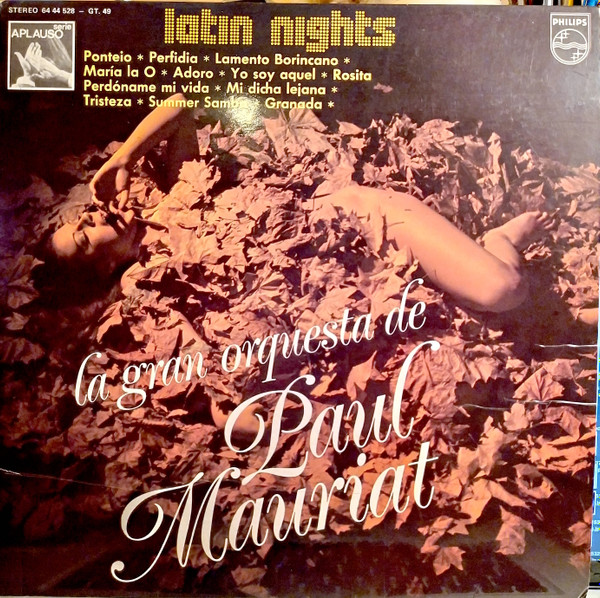 STEREO 64 44 528 - GT. 49
serie
APLAUSO
latin nights
PHILIPS
Ponteio * Perfidia * Lamento Borincano *
María la O * Adoro * Yo soy aquel * Rosita
Perdóname mi vida * Mi dicha lejana *
Tristeza * Summer Samba * Granada *
la gran orquesta de
Paul
Mauriat